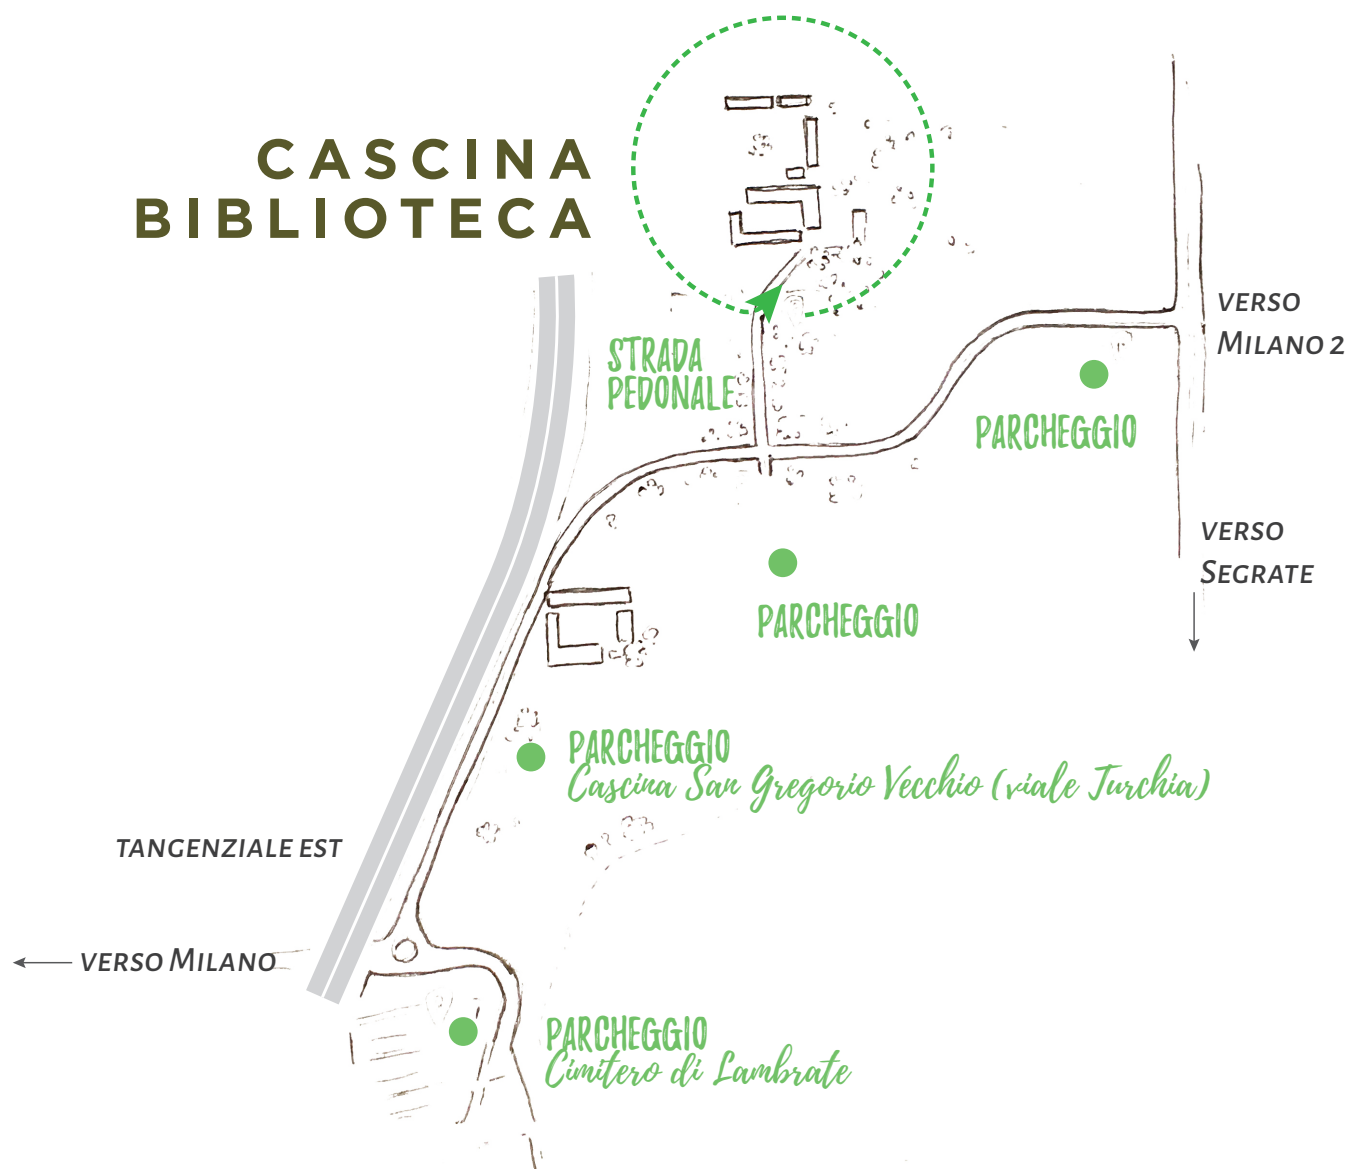 CASCINA
BIBLIOTECA
VERSO
MILANO 2
STRADA
PEDONALE
PARCHEGGIO
VERSO
SEGRATE
PARCHEGGIO
PARCHEGGIO
Cascina San Gregorio Vecchio (viale Turchia)
TANGENZIALE EST
VERSO MILANO
PARCHEGGIO
Cimitero di Lambrate